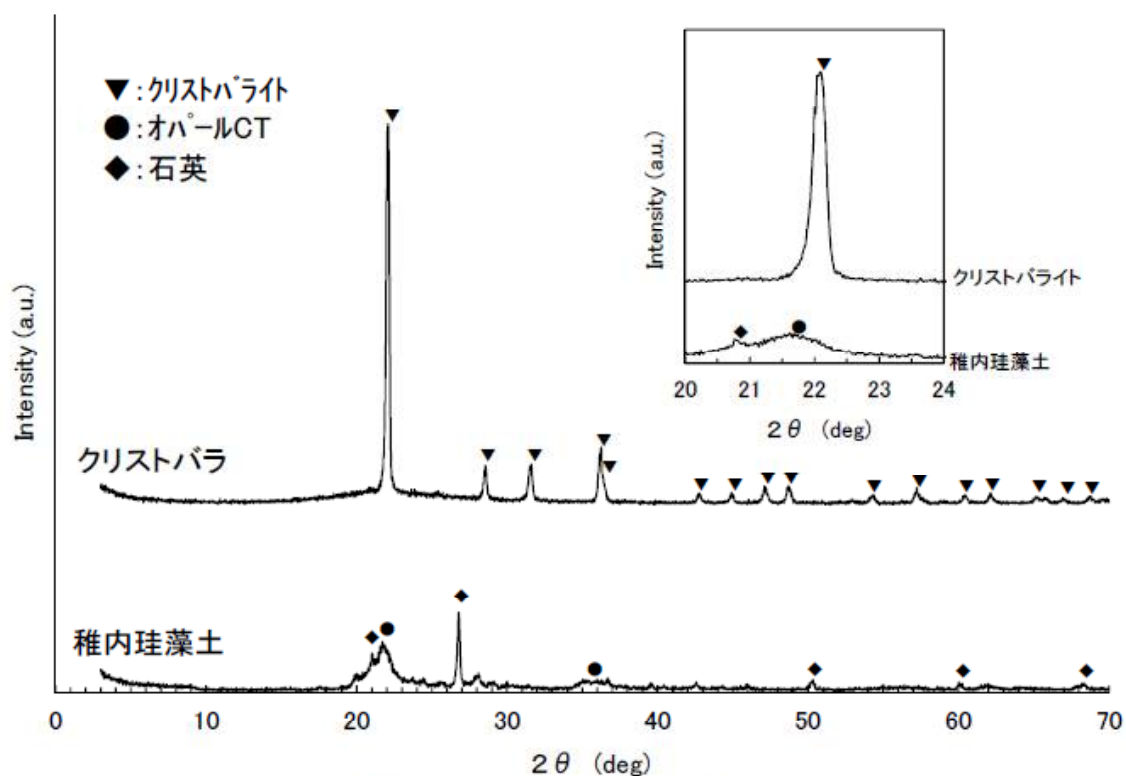 ▼:クリストバライト
●:オパールCT
◆:石英
Intensity (a.u.)
クリストバラ
稚内珪藻土
0 10 20 30 40 50 60 70
2θ (deg)
Intensity (a.u.)
クリストバライト
稚内珪藻土
20 21 22 23 24
2θ (deg)